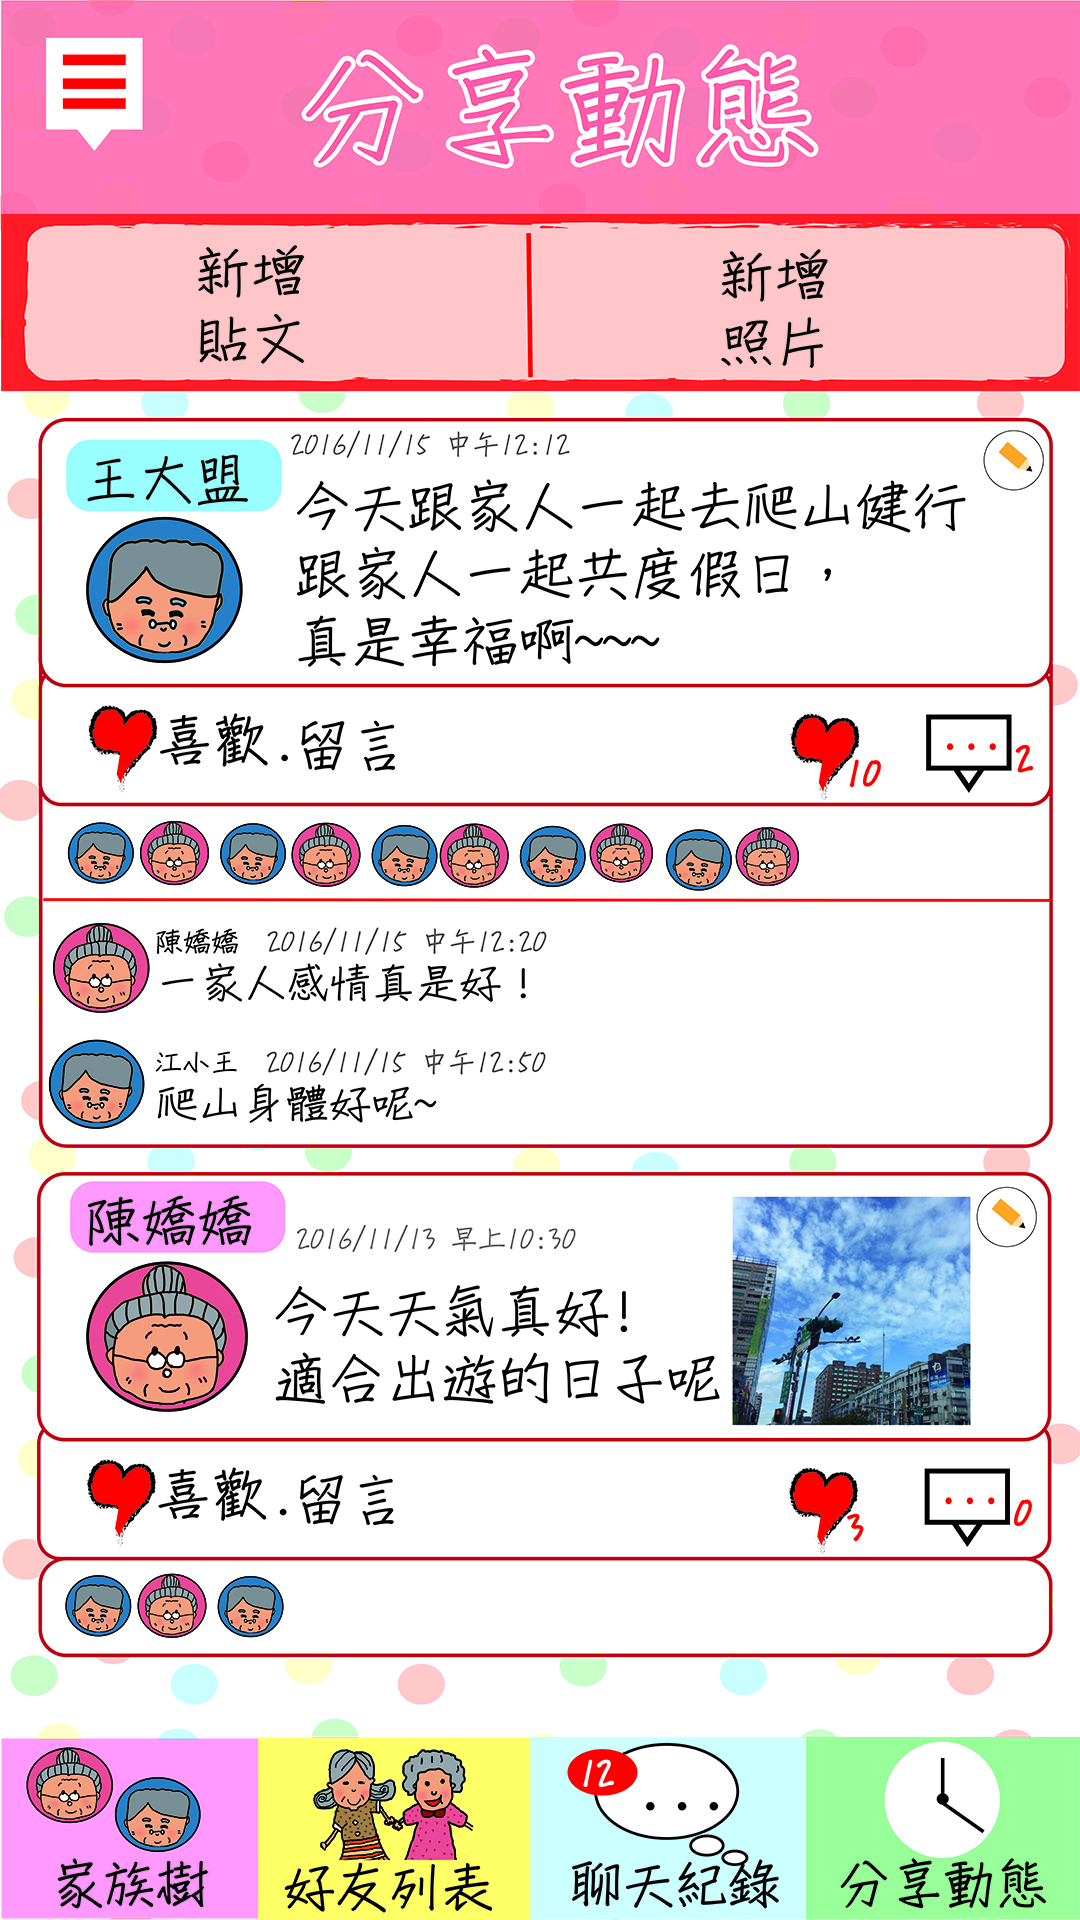 分享動態
新增
貼文
新增
照片
王大盟
2016/11/15 中午12:12
今天跟家人一起去爬山健行
跟家人一起共度假日，
真是幸福啊~~~
喜歡.留言
10
2
陳嬌嬌 2016/11/15 中午12:20
一家人感情真是好！
江小王 2016/11/15 中午12:50
爬山身體好呢~
陳嬌嬌
2016/11/13 早上10:30
今天天氣真好!
適合出遊的日子呢
喜歡.留言
3
0
12
家族樹
好友列表
聊天紀錄
分享動態